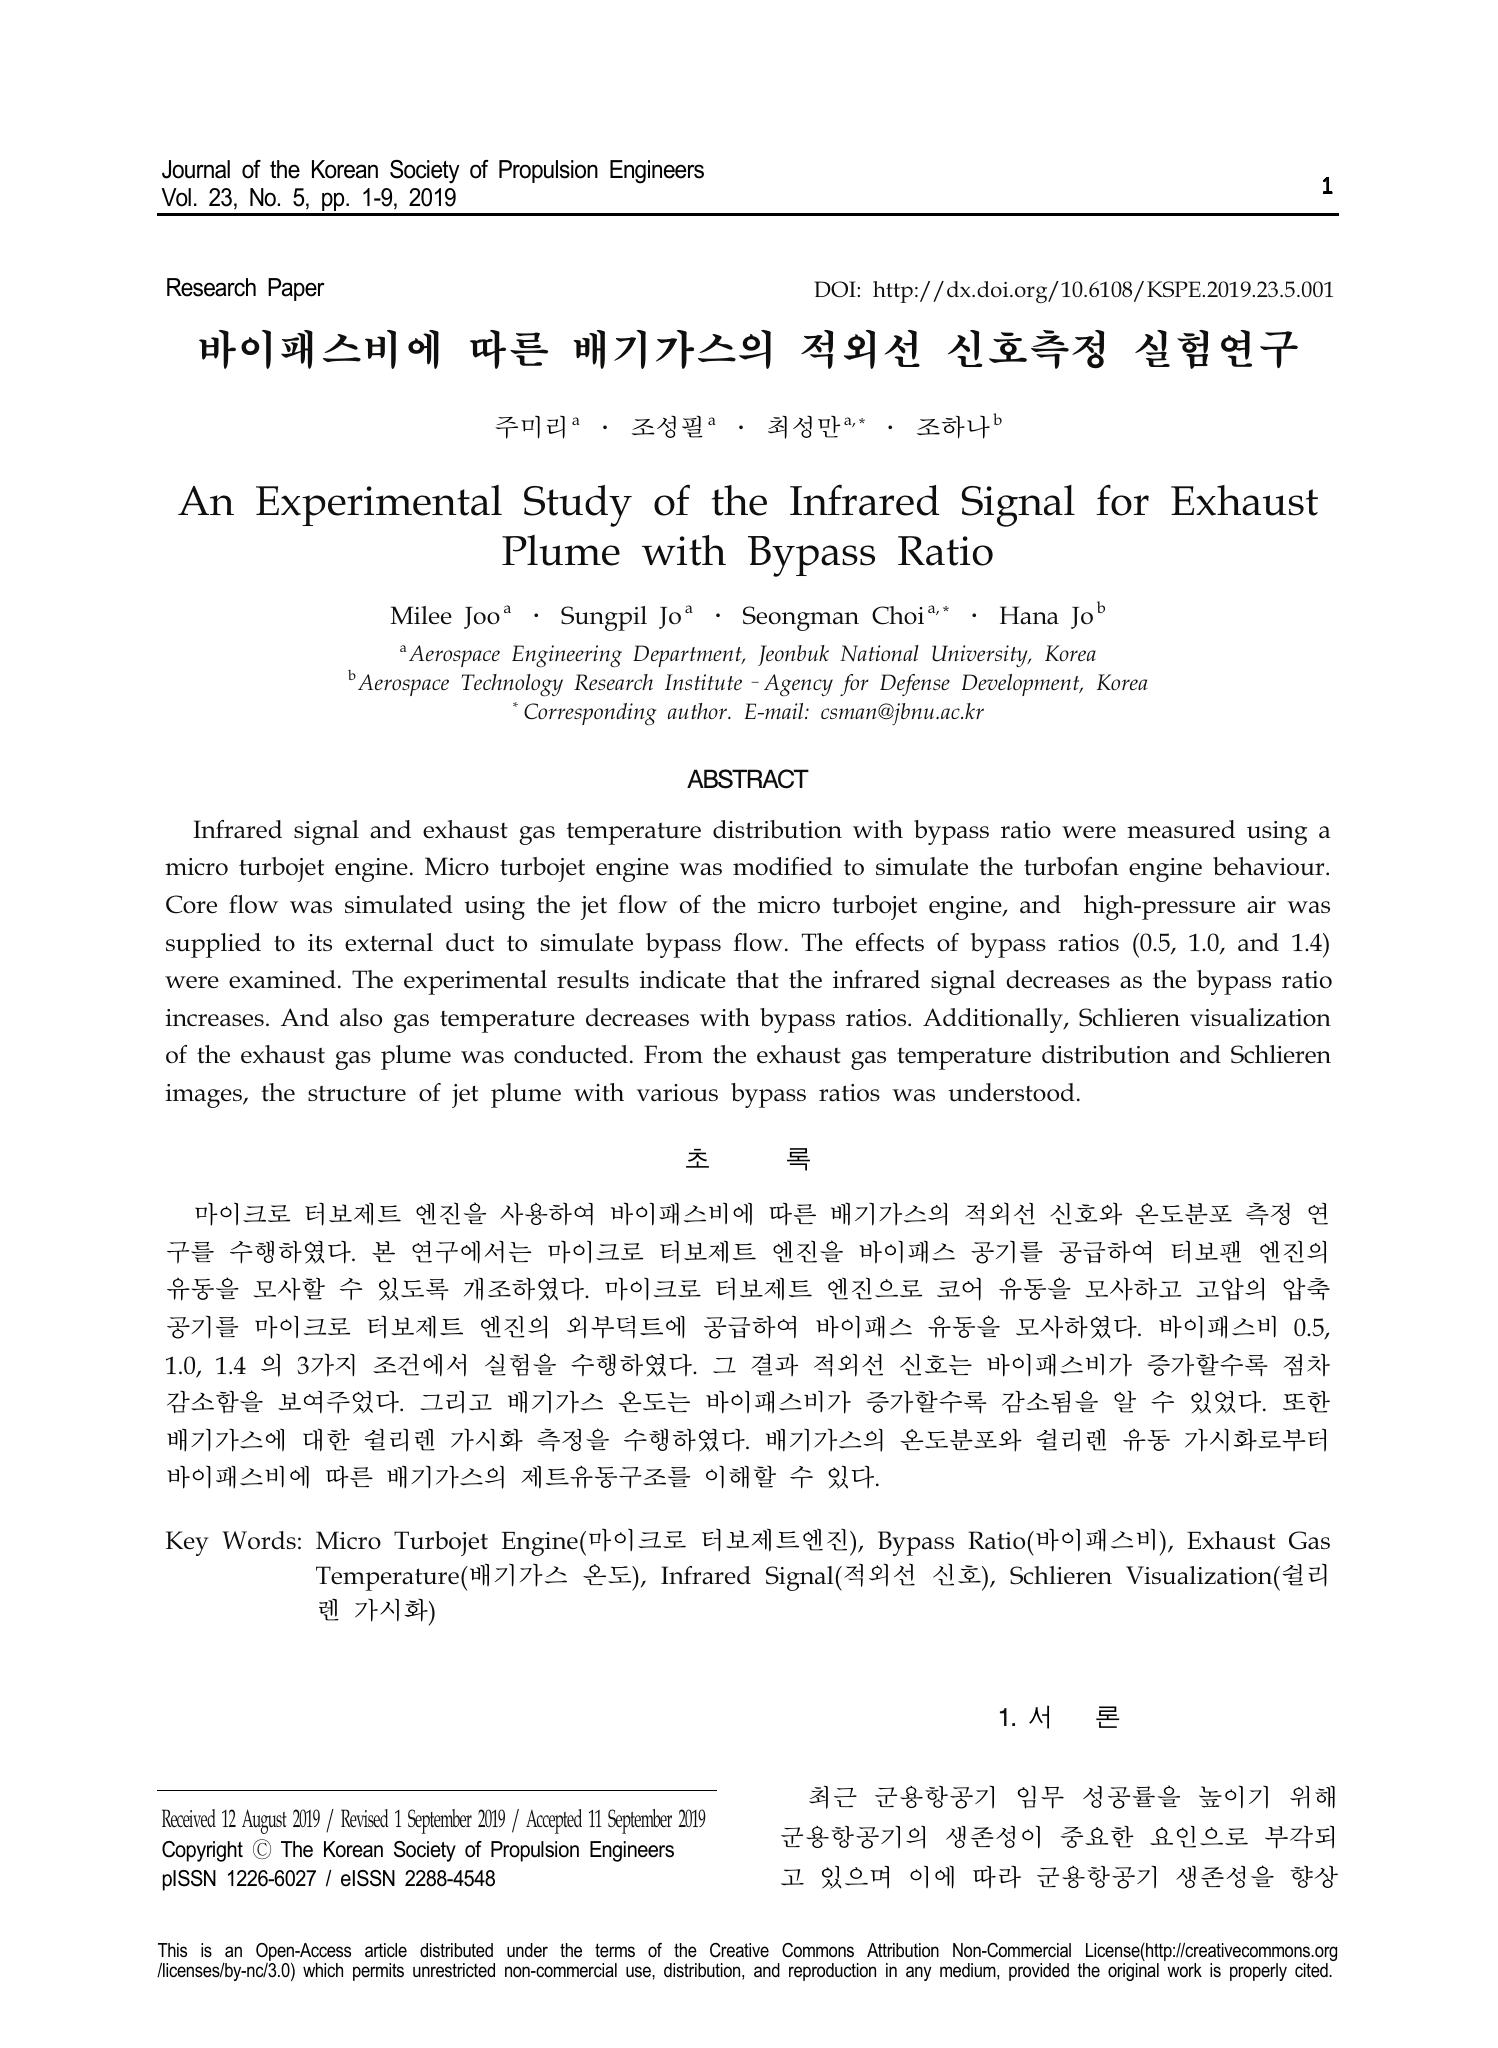 Journal of the Korean Society of Propulsion Engineers
Vol. 23, No. 5, pp. 1-9, 2019
1
Research Paper
DOI: http://dx.doi.org/10.6108/KSPE.2019.23.5.001
바이패스비에 따른 배기가스의 적외선 신호측정 실험연구
주미리a · 조성필a · 최성만a,* · 조하나b
An Experimental Study of the Infrared Signal for Exhaust
Plume with Bypass Ratio
Milee Joo a · Sungpil Jo a · Seongman Choi a,* · Hana Jo b
a Aerospace Engineering Department, Jeonbuk National University, Korea
b Aerospace Technology Research Institute - Agency for Defense Development, Korea
* Corresponding author. E-mail: csman@jbnu.ac.kr
ABSTRACT
Infrared signal and exhaust gas temperature distribution with bypass ratio were measured using a
micro turbojet engine. Micro turbojet engine was modified to simulate the turbofan engine behaviour.
Core flow was simulated using the jet flow of the micro turbojet engine, and high-pressure air was
supplied to its external duct to simulate bypass flow. The effects of bypass ratios (0.5, 1.0, and 1.4)
were examined. The experimental results indicate that the infrared signal decreases as the bypass ratio
increases. And also gas temperature decreases with bypass ratios. Additionally, Schlieren visualization
of the exhaust gas plume was conducted. From the exhaust gas temperature distribution and Schlieren
images, the structure of jet plume with various bypass ratios was understood.
초 록
마이크로 터보제트 엔진을 사용하여 바이패스비에 따른 배기가스의 적외선 신호와 온도분포 측정 연
구를 수행하였다. 본 연구에서는 마이크로 터보제트 엔진을 바이패스 공기를 공급하여 터보팬 엔진의
유동을 모사할 수 있도록 개조하였다. 마이크로 터보제트 엔진으로 코어 유동을 모사하고 고압의 압축
공기를 마이크로 터보제트 엔진의 외부덕트에 공급하여 바이패스 유동을 모사하였다. 바이패스비 0.5,
1.0, 1.4 의 3가지 조건에서 실험을 수행하였다. 그 결과 적외선 신호는 바이패스비가 증가할수록 점차
감소함을 보여주었다. 그리고 배기가스 온도는 바이패스비가 증가할수록 감소됨을 알 수 있었다. 또한
배기가스에 대한 쉴리렌 가시화 측정을 수행하였다. 배기가스의 온도분포와 쉴리렌 유동 가시화로부터
바이패스비에 따른 배기가스의 제트유동구조를 이해할 수 있다.
Key Words: Micro Turbojet Engine(마이크로 터보제트엔진), Bypass Ratio(바이패스비), Exhaust Gas
Temperature(배기가스 온도), Infrared Signal(적외선 신호), Schlieren Visualization(쉴리
렌 가시화)
Received 12 August 2019 / Revised 1 September 2019 / Accepted 11 September 2019
Copyright Ⓒ The Korean Society of Propulsion Engineers
pISSN 1226-6027 / eISSN 2288-4548
1. 서 론
최근 군용항공기 임무 성공률을 높이기 위해
군용항공기의 생존성이 중요한 요인으로 부각되
고 있으며 이에 따라 군용항공기 생존성을 향상
This is an Open-Access article distributed under the terms of the Creative Commons Attribution Non-Commercial License(http://creativecommons.org
/licenses/by-nc/3.0) which permits unrestricted non-commercial use, distribution, and reproduction in any medium, provided the original work is properly cited.